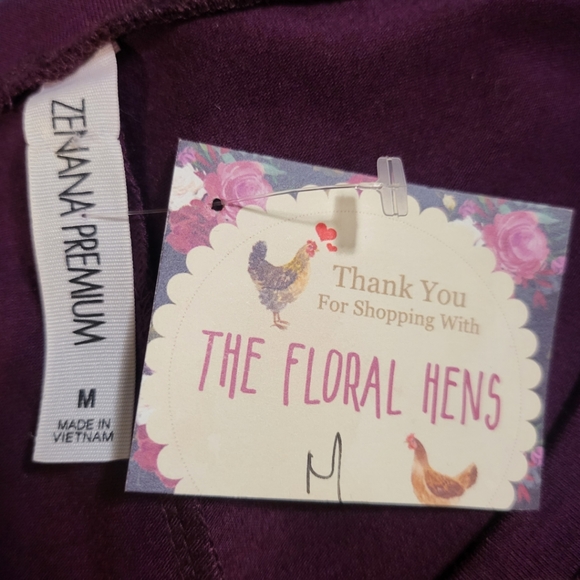 ZENANA PREMIUM
M
MADE IN
VIETNAM
Thank You
For Shopping With
THE FLORAL HENS
M